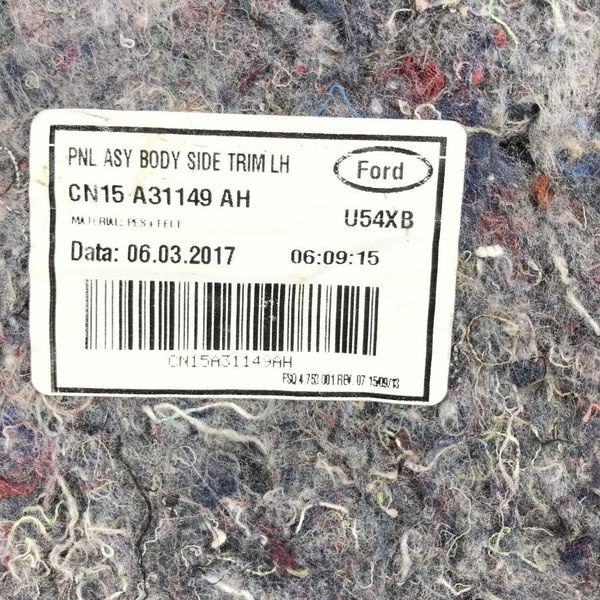 PNL ASY BODY SIDE TRIM LH
Ford
CN15 A31149 AH
MATERIAL: PES + FELT
U54XB
Data: 06.03.2017 06:09:15
CN15A31149AH
FSQ 4.753.001 REV. 07 15/09/13